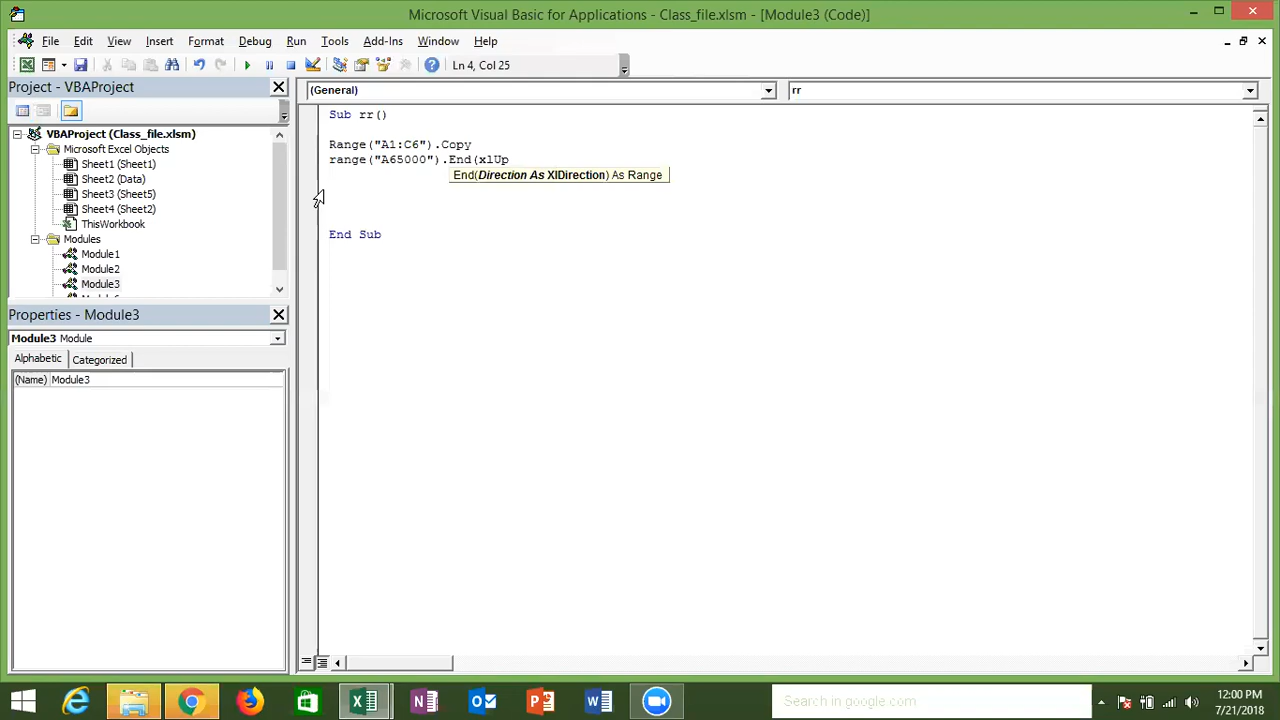 Microsoft Visual Basic for Applications - Class_file.xlsm - [Module3 (Code)]
File Edit View Insert Format Debug Run Tools Add-Ins Window Help
Ln 4, Col 25
Project - VBAProject
(General)
rr
VBAProject (Class_file.xlsm)
Microsoft Excel Objects
Sheet1 (Sheet1)
Sheet2 (Data)
Sheet3 (Sheet5)
Sheet4 (Sheet2)
ThisWorkbook
Modules
Module1
Module2
Module3
Sub rr()
Range("A1:C6").Copy
range("A65000").End(xlUp
End(Direction As XlDirection) As Range
End Sub
Properties - Module3
Module3 Module
Alphabetic Categorized
(Name) Module3
Search in google.com
12:00 PM
7/21/2018